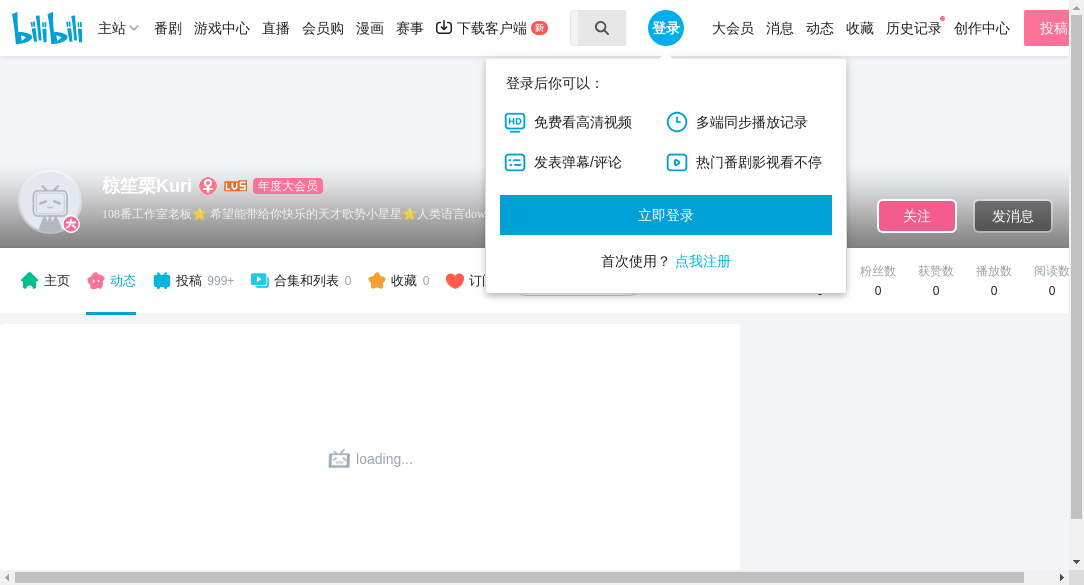 bilibili 主站 番剧 游戏中心 直播 会员购 漫画 赛事 下载客户端 新 登录 大会员 消息 动态 收藏 历史记录 创作中心 投稿
登录后你可以：
HD 免费看高清视频 多端同步播放记录
发表弹幕/评论 热门番剧影视看不停
立即登录
首次使用？ 点我注册
椋笙栗Kuri LV5 年度大会员
大 108番工作室老板⭐ 希望能带给你快乐的天才歌势小星星⭐人类语言dow
关注 发消息
主页 动态 投稿 999+ 合集和列表 0 收藏 0
粉丝数 获赞数 播放数 阅读数
0 0 0 0
loading...